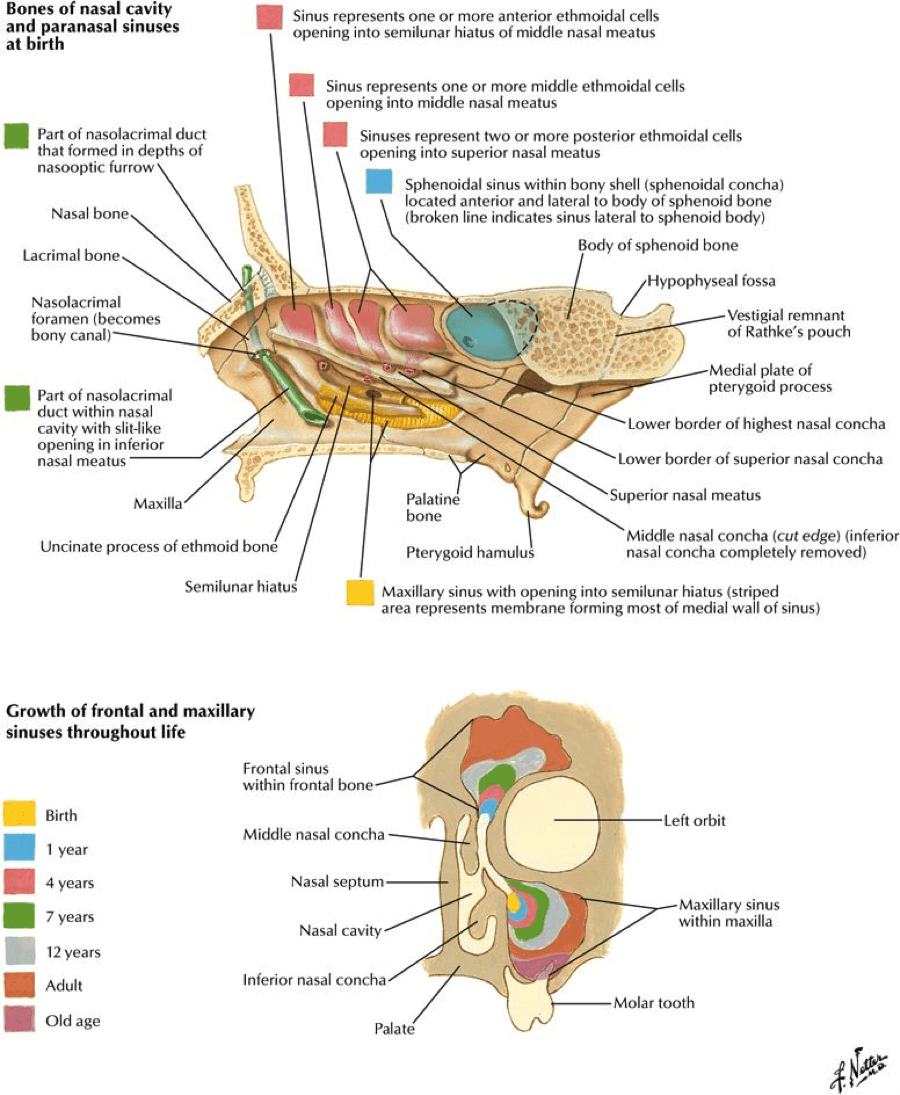 Bones of nasal cavity
and paranasal sinuses
at birth
Sinus represents one or more anterior ethmoidal cells
opening into semilunar hiatus of middle nasal meatus
Sinus represents one or more middle ethmoidal cells
opening into middle nasal meatus
Sinuses represent two or more posterior ethmoidal cells
opening into superior nasal meatus
Sphenoidal sinus within bony shell (sphenoidal concha)
located anterior and lateral to body of sphenoid bone
(broken line indicates sinus lateral to sphenoid body)
Part of nasolacrimal duct
that formed in depths of
nasooptic furrow
Nasal bone
Lacrimal bone
Nasolacrimal
foramen (becomes
bony canal)
Part of nasolacrimal
duct within nasal
cavity with slit-like
opening in inferior
nasal meatus
Maxilla
Uncinate process of ethmoid bone
Semilunar hiatus
Body of sphenoid bone
Hypophyseal fossa
Vestigial remnant
of Rathke's pouch
Medial plate of
pterygoid process
Lower border of highest nasal concha
Lower border of superior nasal concha
Superior nasal meatus
Middle nasal concha (cut edge) (inferior
nasal concha completely removed)
Palatine
bone
Pterygoid hamulus
Maxillary sinus with opening into semilunar hiatus (striped
area represents membrane forming most of medial wall of sinus)
Growth of frontal and maxillary
sinuses throughout life
Birth
1 year
4 years
7 years
12 years
Adult
Old age
Frontal sinus
within frontal bone
Middle nasal concha
Nasal septum
Nasal cavity
Inferior nasal concha
Palate
Left orbit
Maxillary sinus
within maxilla
Molar tooth
F. Netter
M.D.